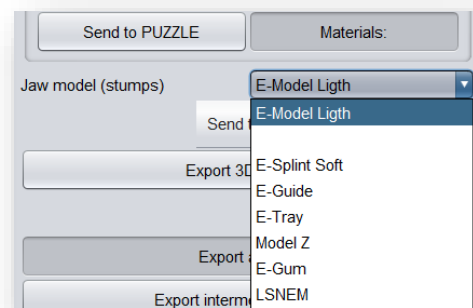 Send to PUZZLE
Materials:
Jaw model (stumps)
E-Model Ligth
E-Model Ligth
Send
Export 3D
E-Splint Soft
E-Guide
E-Tray
Model Z
Export
E-Gum
Export interm
LSNEM